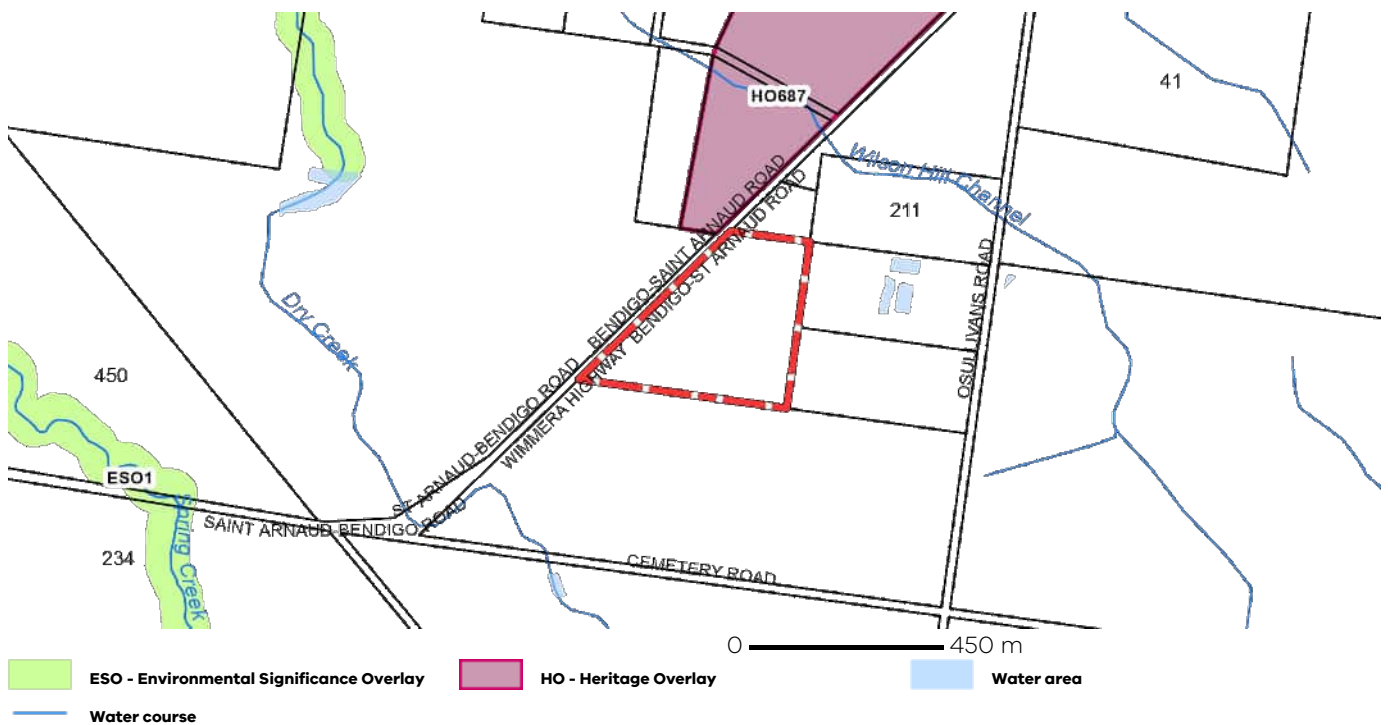 HO687
41
Wilson Hill Channel
211
BENDIGO-SAINT ARNAUD ROAD
BENDIGO-ST ARNAUD ROAD
OSULLIVANS ROAD
Dry Creek
450
ST ARNAUD-BENDIGO ROAD
WIMMERA HIGHWAY
ESO1
Spring Creek
SAINT ARNAUD-BENDIGO ROAD
234
CEMETERY ROAD
0 450 m
ESO - Environmental Significance Overlay
HO - Heritage Overlay
Water area
Water course